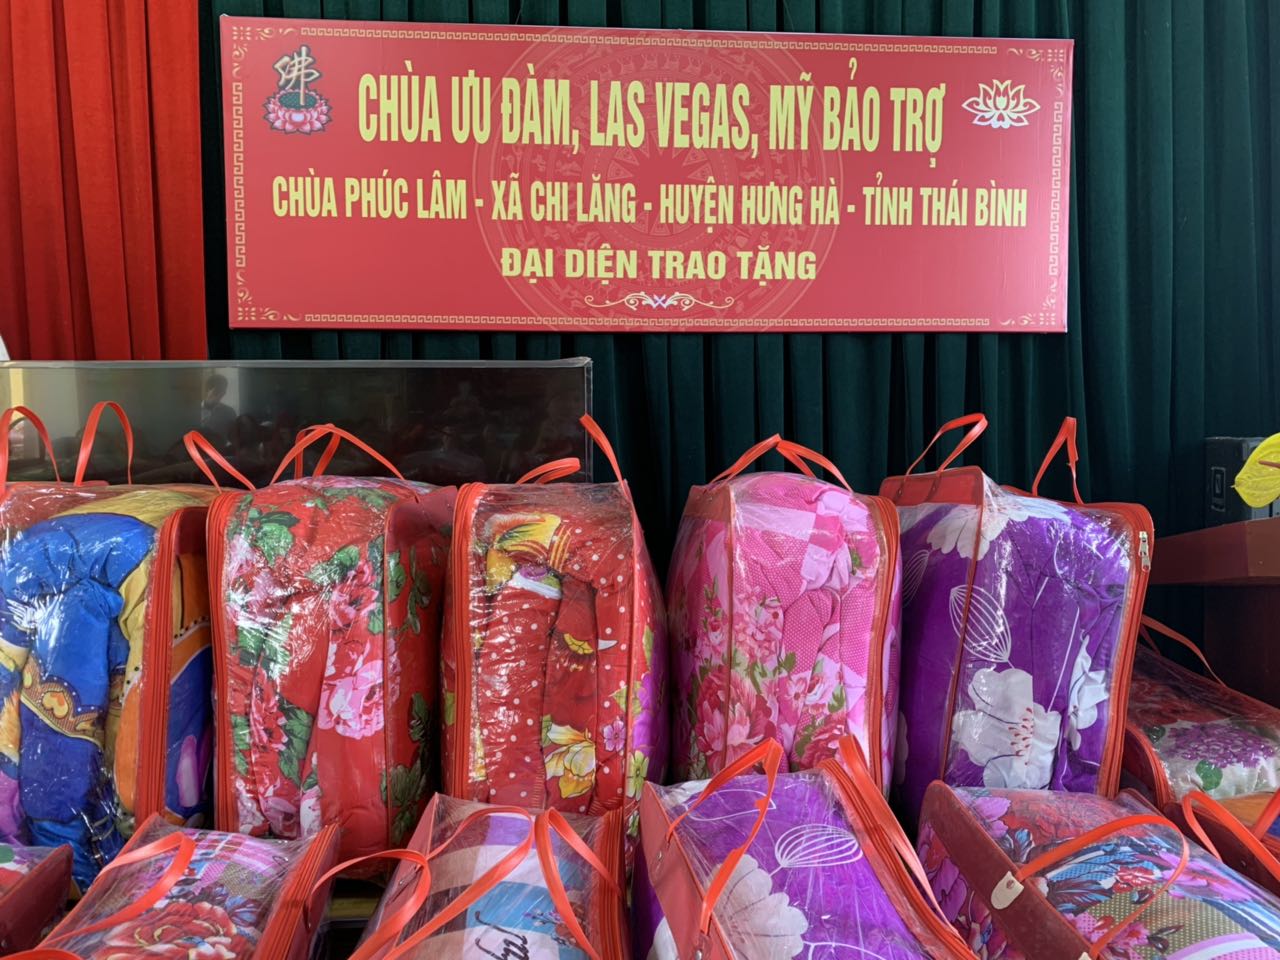 佛
CHÙA ƯU ĐÀM, LAS VEGAS, MỸ BẢO TRỢ
CHÙA PHÚC LÂM - XÃ CHI LĂNG - HUYỆN HƯNG HÀ - TỈNH THÁI BÌNH
ĐẠI DIỆN TRAO TẶNG